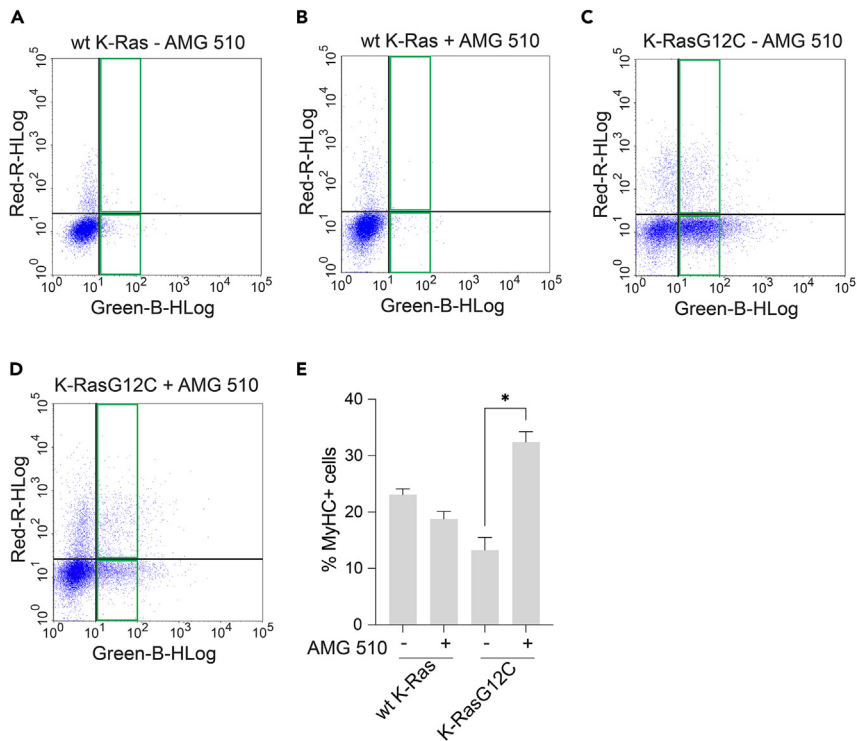 A
wt K-Ras - AMG 510
10^5
10^4
10^3
10^2
10^1
10^0
Red-R-HLog
10^0 10^1 10^2 10^3 10^4 10^5
Green-B-HLog
B
wt K-Ras + AMG 510
10^5
10^4
10^3
10^2
10^1
10^0
Red-R-HLog
10^0 10^1 10^2 10^3 10^4 10^5
Green-B-HLog
C
K-RasG12C - AMG 510
10^5
10^4
10^3
10^2
10^1
10^0
Red-R-HLog
10^0 10^1 10^2 10^3 10^4 10^5
Green-B-HLog
D
K-RasG12C + AMG 510
10^5
10^4
10^3
10^2
10^1
10^0
Red-R-HLog
10^0 10^1 10^2 10^3 10^4 10^5
Green-B-HLog
E
*
40
30
20
10
0
% MyHC+ cells
AMG 510 - + - +
wt K-Ras
K-RasG12C